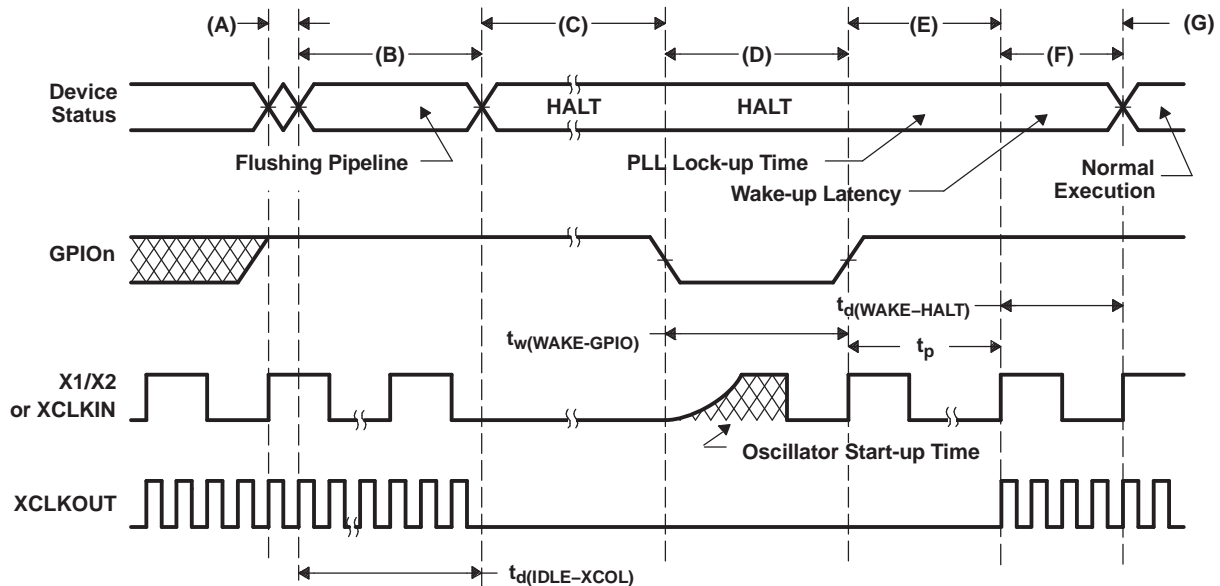 (A)
(C)
(E)
(G)
(B)
(D)
(F)
Device
Status
HALT
HALT
Flushing Pipeline
PLL Lock-up Time
Wake-up Latency
Normal
Execution
GPIOn
td(WAKE–HALT)
tw(WAKE-GPIO)
tp
X1/X2
or XCLKIN
Oscillator Start-up Time
XCLKOUT
td(IDLE–XCOL)